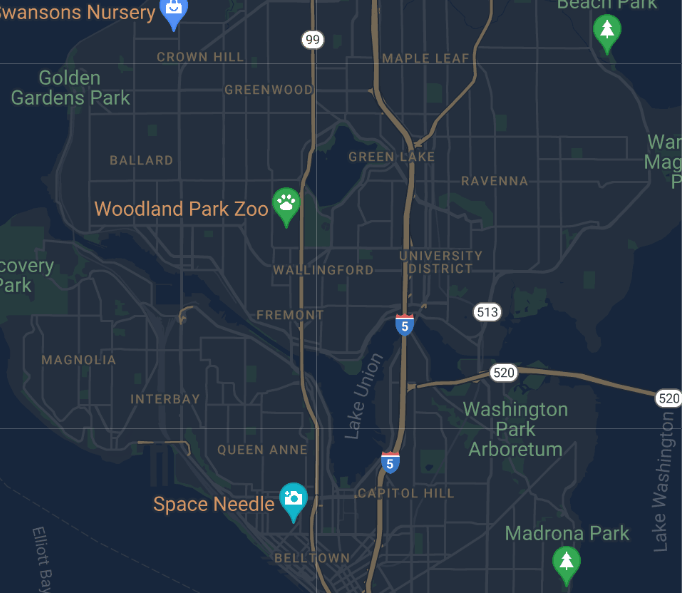 Beach Park
Swansons Nursery
99
CROWN HILL
MAPLE LEAF
Golden
Gardens Park
GREENWOOD
BALLARD
GREEN LAKE
War
Mag
P
RAVENNA
Woodland Park Zoo
UNIVERSITY
DISTRICT
WALLINGFORD
covery
Park
FREMONT
513
5
MAGNOLIA
520
Lake Union
INTERBAY
520
Washington
Park
Arboretum
QUEEN ANNE
5
Lake Washington
CAPITOL HILL
Space Needle
Elliott Bay
Madrona Park
BELLTOWN